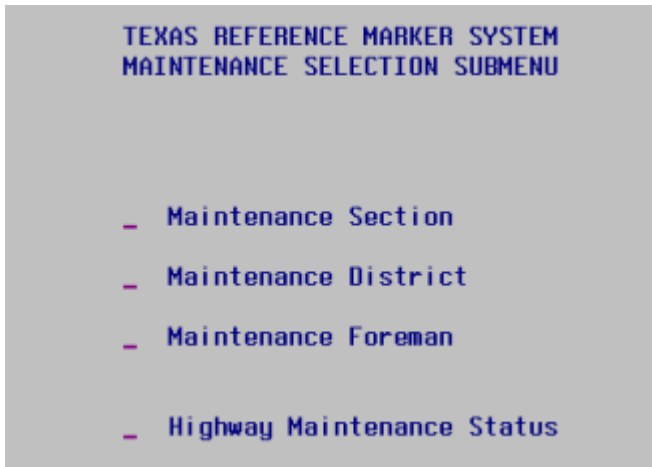 TEXAS REFERENCE MARKER SYSTEM
MAINTENANCE SELECTION SUBMENU
_ Maintenance Section
_ Maintenance District
_ Maintenance Foreman
_ Highway Maintenance Status